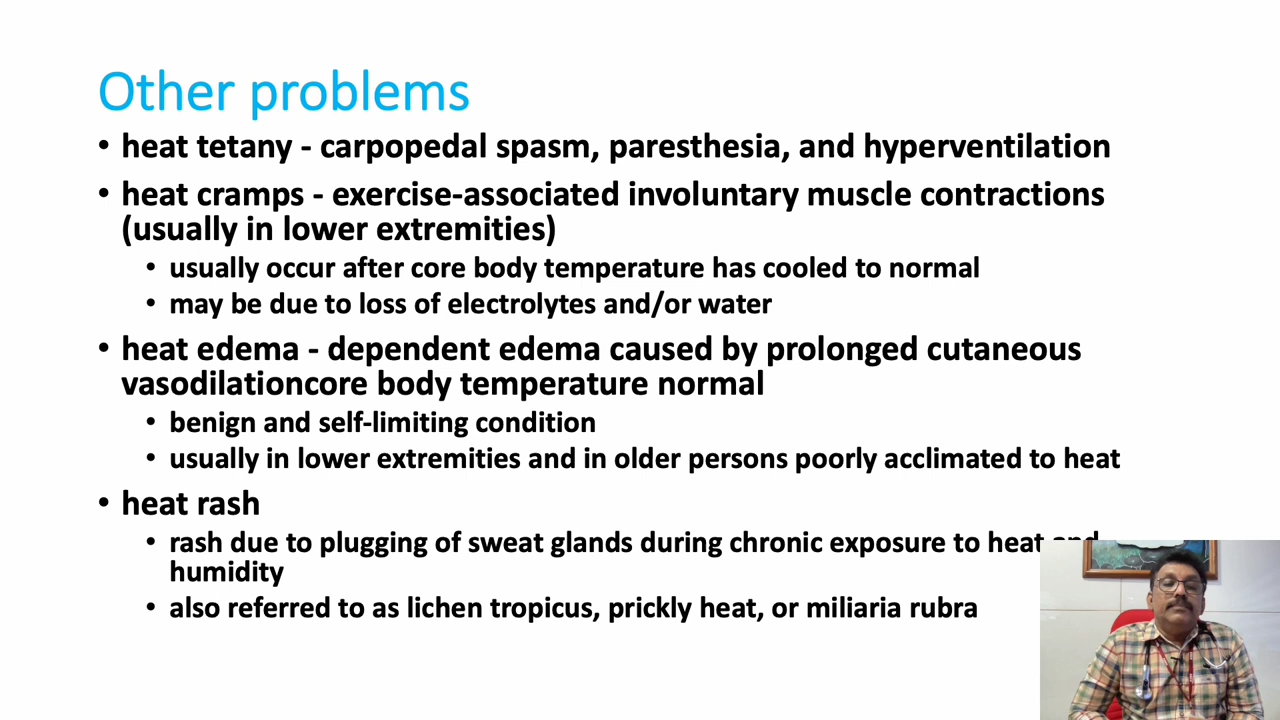 Other problems
• heat tetany - carpopedal spasm, paresthesia, and hyperventilation
• heat cramps - exercise-associated involuntary muscle contractions
(usually in lower extremities)
• usually occur after core body temperature has cooled to normal
• may be due to loss of electrolytes and/or water
• heat edema - dependent edema caused by prolonged cutaneous
vasodilationcore body temperature normal
• benign and self-limiting condition
• usually in lower extremities and in older persons poorly acclimated to heat
• heat rash
• rash due to plugging of sweat glands during chronic exposure to heat and
humidity
• also referred to as lichen tropicus, prickly heat, or miliaria rubra